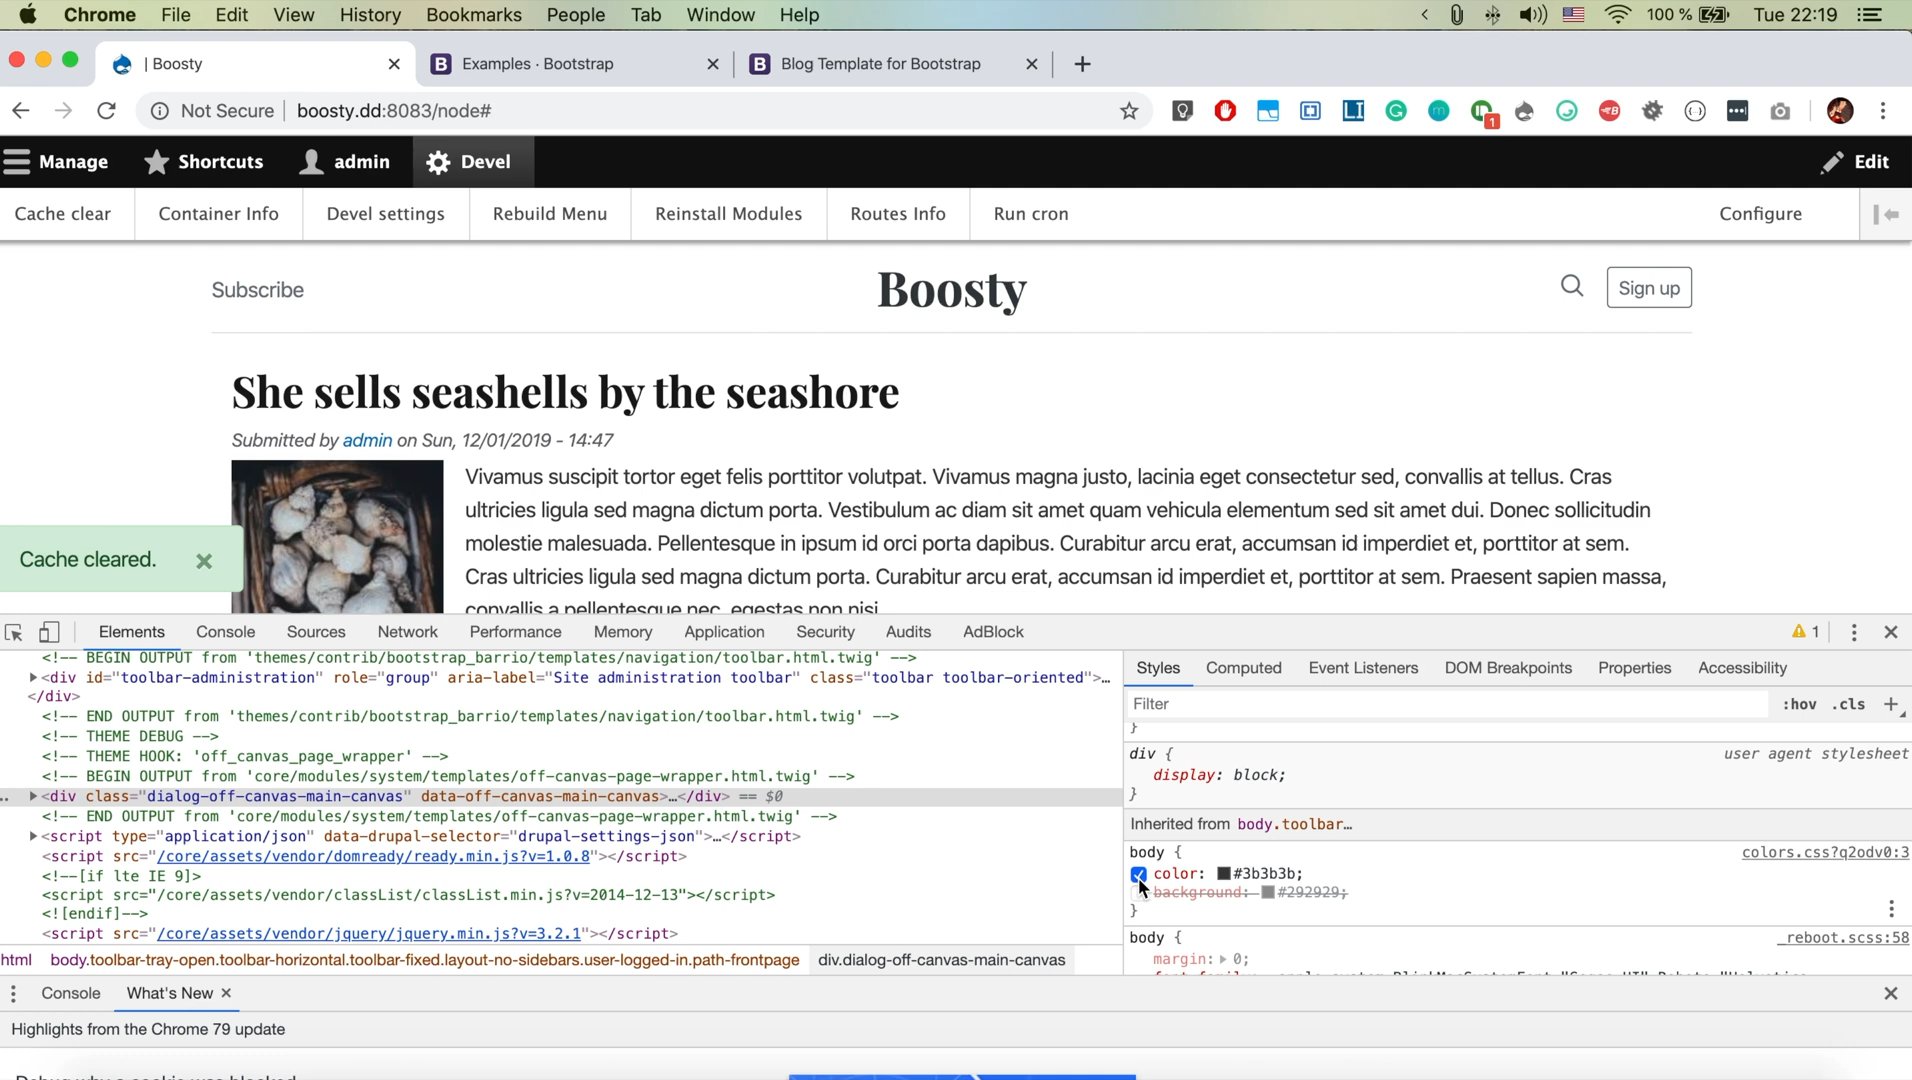 Chrome File Edit View History Bookmarks People Tab Window Help 100 % Tue 22:19
| Boosty Examples · Bootstrap Blog Template for Bootstrap
Not Secure boosty.dd:8083/node#
Manage Shortcuts admin Devel Edit
Cache clear Container Info Devel settings Rebuild Menu Reinstall Modules Routes Info Run cron Configure
Subscribe Boosty Sign up
She sells seashells by the seashore
Submitted by admin on Sun, 12/01/2019 - 14:47
Vivamus suscipit tortor eget felis porttitor volutpat. Vivamus magna justo, lacinia eget consectetur sed, convallis at tellus. Cras
ultricies ligula sed magna dictum porta. Vestibulum ac diam sit amet quam vehicula elementum sed sit amet dui. Donec sollicitudin
molestie malesuada. Pellentesque in ipsum id orci porta dapibus. Curabitur arcu erat, accumsan id imperdiet et, porttitor at sem.
Cras ultricies ligula sed magna dictum porta. Curabitur arcu erat, accumsan id imperdiet et, porttitor at sem. Praesent sapien massa,
convallis a pellentesque nec, egestas non nisi.
Cache cleared.
Elements Console Sources Network Performance Memory Application Security Audits AdBlock 1
<!-- BEGIN OUTPUT from 'themes/contrib/bootstrap_barrio/templates/navigation/toolbar.html.twig' -->
<div id="toolbar-administration" role="group" aria-label="Site administration toolbar" class="toolbar toolbar-oriented">…
</div>
<!-- END OUTPUT from 'themes/contrib/bootstrap_barrio/templates/navigation/toolbar.html.twig' -->
<!-- THEME DEBUG -->
<!-- THEME HOOK: 'off_canvas_page_wrapper' -->
<!-- BEGIN OUTPUT from 'core/modules/system/templates/off-canvas-page-wrapper.html.twig' -->
<div class="dialog-off-canvas-main-canvas" data-off-canvas-main-canvas>…</div> == $0
<!-- END OUTPUT from 'core/modules/system/templates/off-canvas-page-wrapper.html.twig' -->
<script type="application/json" data-drupal-selector="drupal-settings-json">…</script>
<script src="/core/assets/vendor/domready/ready.min.js?v=1.0.8"></script>
<!--[if lte IE 9]>
<script src="/core/assets/vendor/classList/classList.min.js?v=2014-12-13"></script>
<![endif]-->
<script src="/core/assets/vendor/jquery/jquery.min.js?v=3.2.1"></script>
html body.toolbar-tray-open.toolbar-horizontal.toolbar-fixed.layout-no-sidebars.user-logged-in.path-frontpage div.dialog-off-canvas-main-canvas
Styles Computed Event Listeners DOM Breakpoints Properties Accessibility
Filter :hov .cls
}
div { user agent stylesheet
display: block;
}
Inherited from body.toolbar…
body { colors.css?q2odv0:3
color: #3b3b3b;
background: #292929;
}
body { _reboot.scss:58
margin: 0;
Console What's New
Highlights from the Chrome 79 update